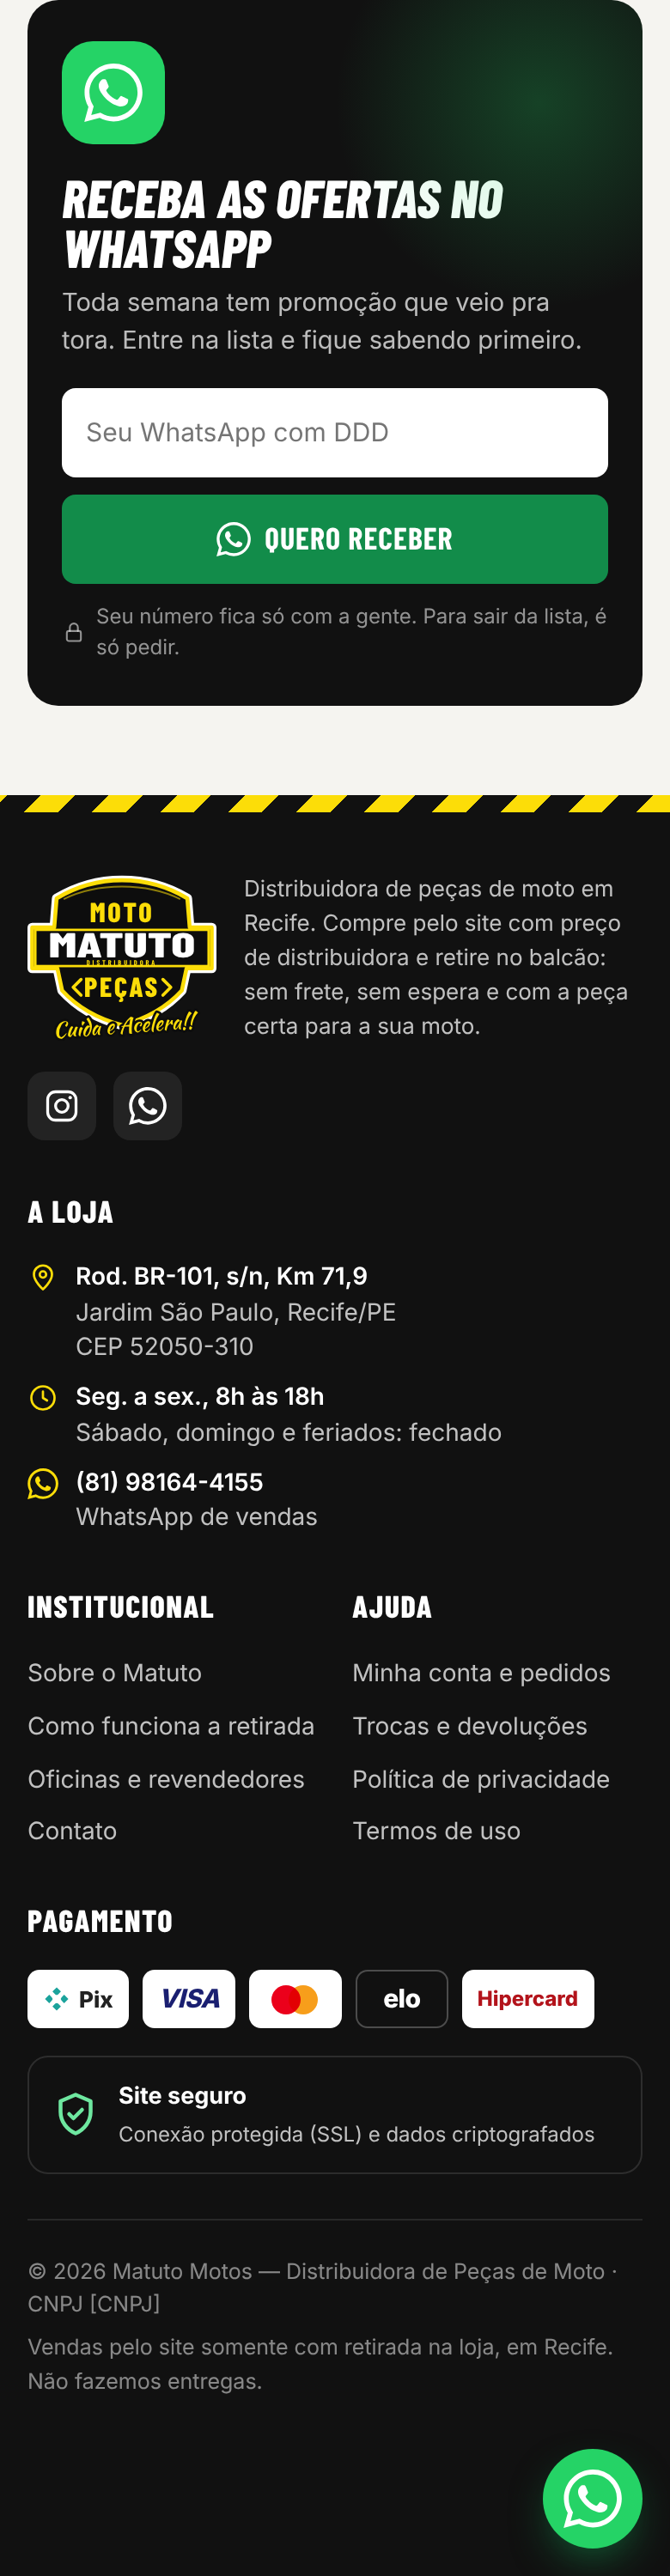 RECEBA AS OFERTAS NO
WHATSAPP
Toda semana tem promoção que veio pra
tora. Entre na lista e fique sabendo primeiro.
Seu WhatsApp com DDD
QUERO RECEBER
Seu número fica só com a gente. Para sair da lista, é
só pedir.
MOTO
MATUTO
DISTRIBUIDORA
<PEÇAS>
Cuida e Acelera!!
Distribuidora de peças de moto em
Recife. Compre pelo site com preço
de distribuidora e retire no balcão:
sem frete, sem espera e com a peça
certa para a sua moto.
A LOJA
Rod. BR-101, s/n, Km 71,9
Jardim São Paulo, Recife/PE
CEP 52050-310
Seg. a sex., 8h às 18h
Sábado, domingo e feriados: fechado
(81) 98164-4155
WhatsApp de vendas
INSTITUCIONAL
Sobre o Matuto
Como funciona a retirada
Oficinas e revendedores
Contato
AJUDA
Minha conta e pedidos
Trocas e devoluções
Política de privacidade
Termos de uso
PAGAMENTO
Pix
VISA
elo
Hipercard
Site seguro
Conexão protegida (SSL) e dados criptografados
© 2026 Matuto Motos — Distribuidora de Peças de Moto ·
CNPJ [CNPJ]
Vendas pelo site somente com retirada na loja, em Recife.
Não fazemos entregas.